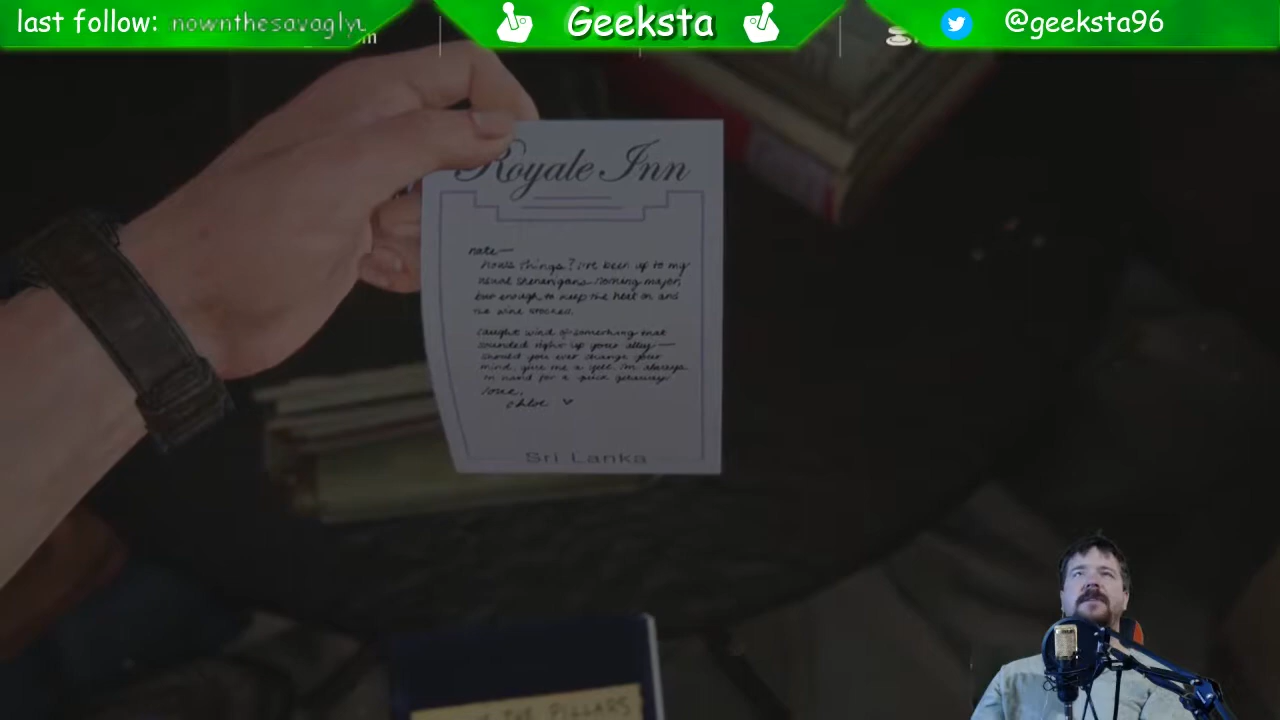 last follow:
Geeksta
@geeksta96
Royale Inn
nate—
how's things? i've been up to my
usual shenanigans. nothing major,
but enough to keep the heat on and
the wine stocked.
caught wind of something that
sounded right up your alley—
should you ever change your
mind, give me a yell. i'm always
in hand for a quick getaway
love,
chloe
Sri Lanka
THE PILLARS